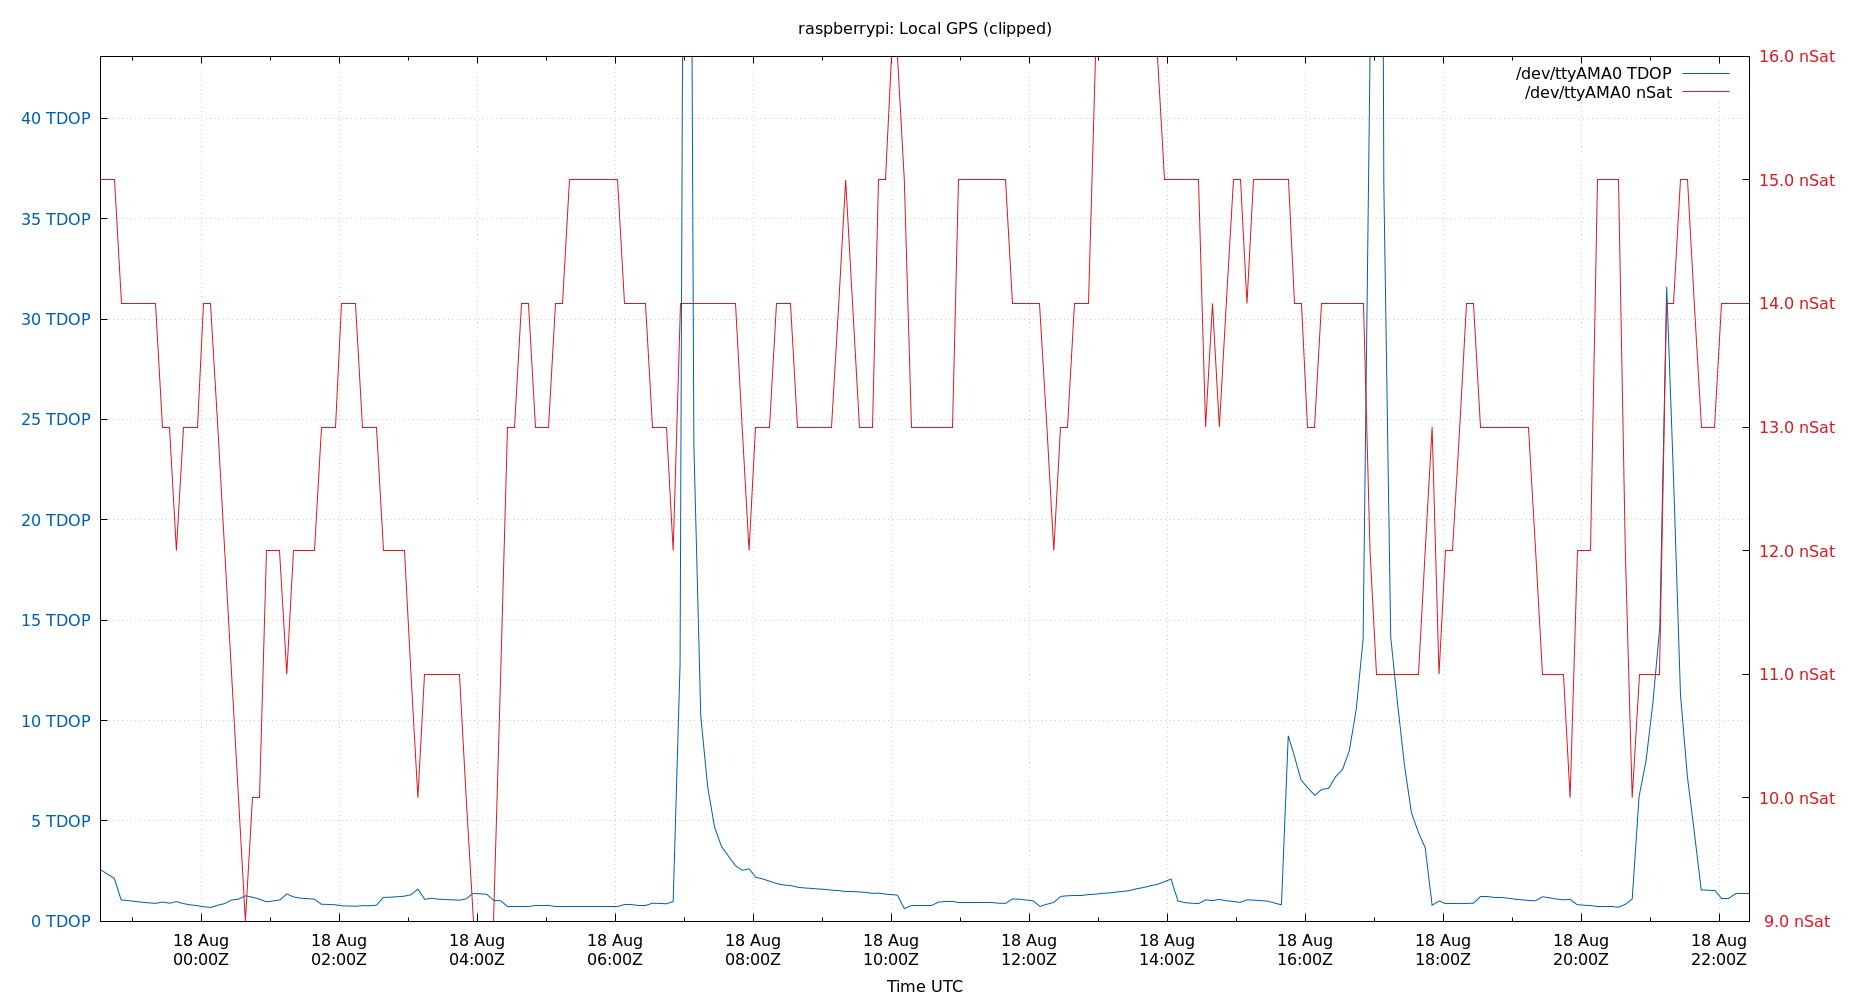 raspberrypi: Local GPS (clipped)
16.0 nSat
/dev/ttyAMA0 TDOP
/dev/ttyAMA0 nSat
40 TDOP
15.0 nSat
35 TDOP
14.0 nSat
30 TDOP
25 TDOP
13.0 nSat
20 TDOP
12.0 nSat
15 TDOP
11.0 nSat
10 TDOP
10.0 nSat
5 TDOP
0 TDOP
9.0 nSat
18 Aug 18 Aug 18 Aug 18 Aug 18 Aug 18 Aug 18 Aug 18 Aug 18 Aug 18 Aug 18 Aug 18 Aug
00:00Z 02:00Z 04:00Z 06:00Z 08:00Z 10:00Z 12:00Z 14:00Z 16:00Z 18:00Z 20:00Z 22:00Z
Time UTC